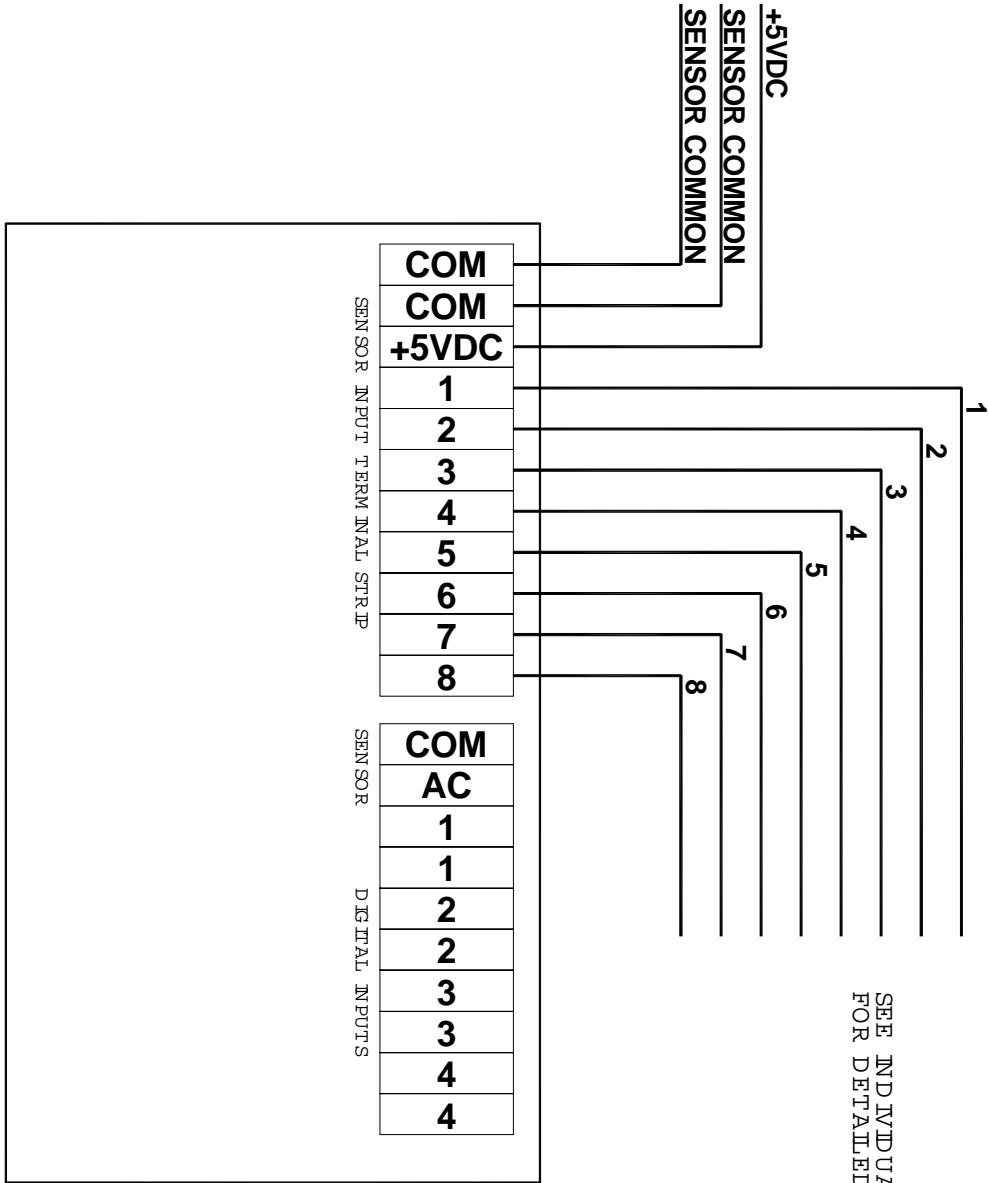 +5VDC
SENSOR COMMON
SENSOR COMMON
COM
COM
+5VDC
1
2
3
4
5
6
7
8
SENSOR INPUT TERMINAL STRIP
1
2
3
4
5
6
7
8
COM
AC
1
1
2
2
3
3
4
4
SENSOR
DIGITAL INPUTS
SEE INDIVIDUA
FOR DETAILED